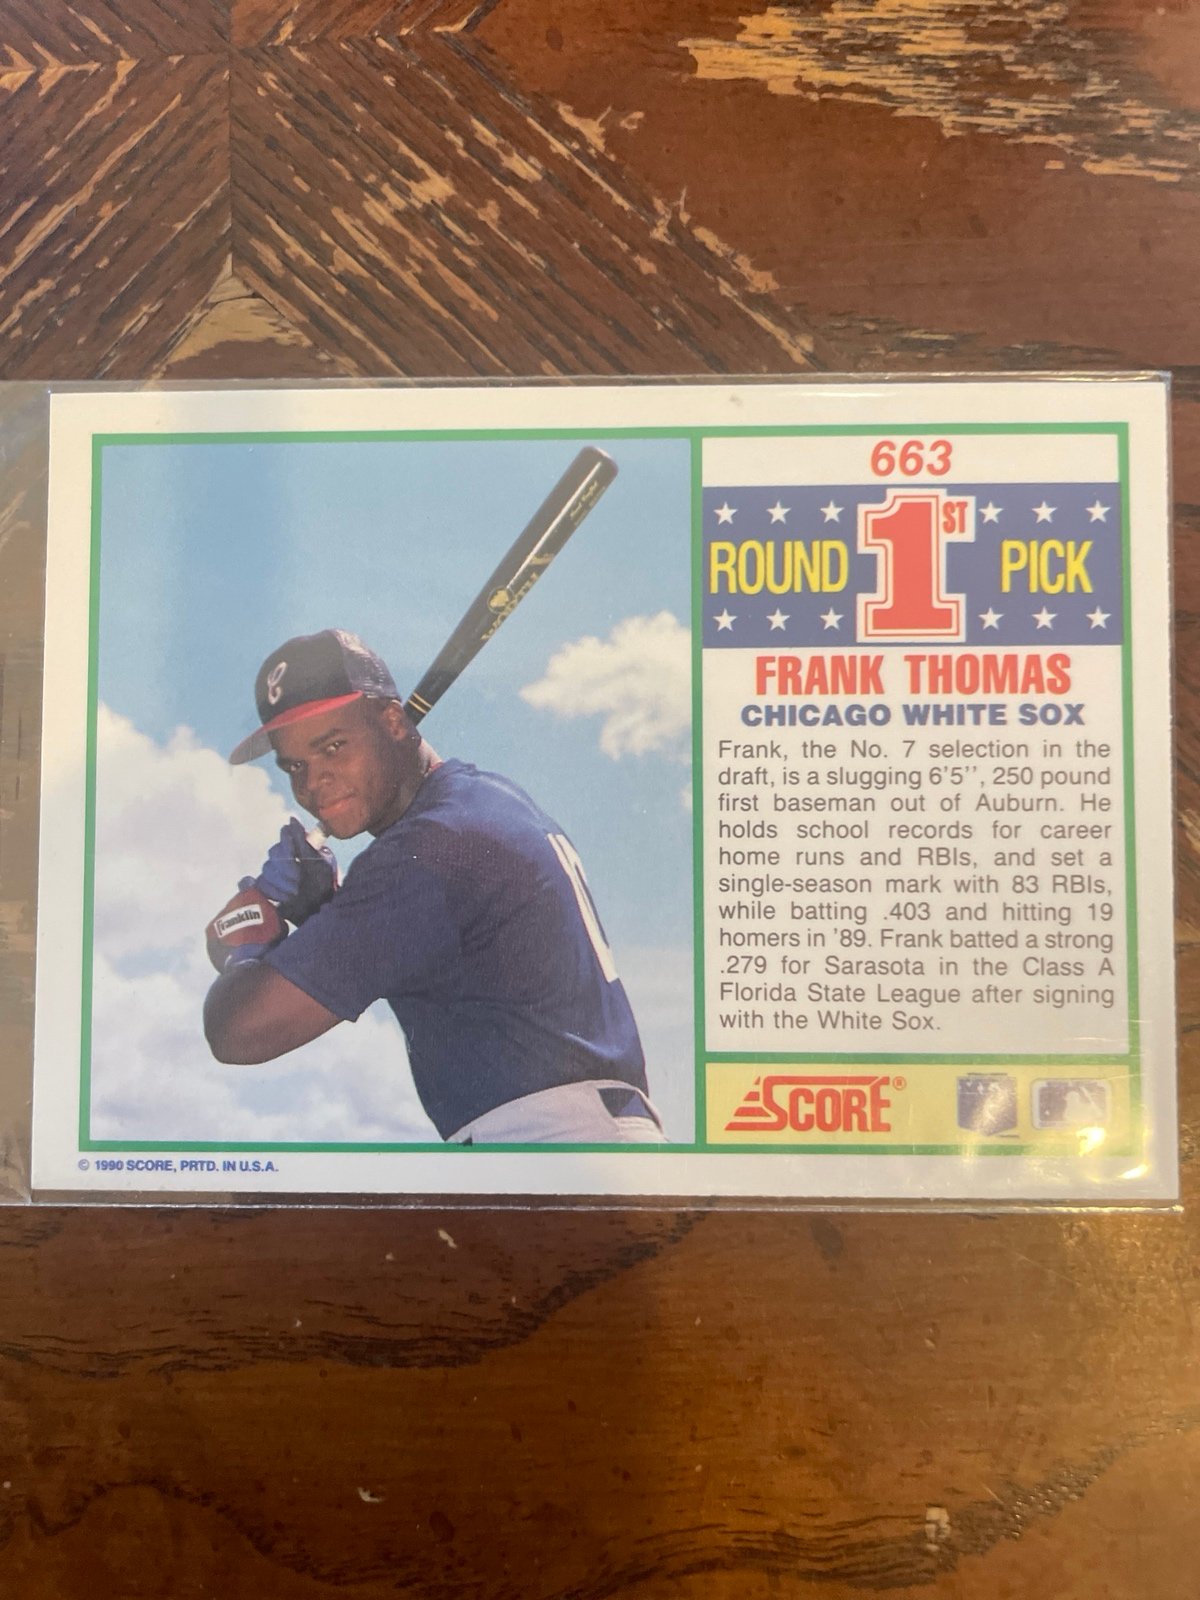 663
ROUND 1ST PICK
FRANK THOMAS
CHICAGO WHITE SOX
Frank, the No. 7 selection in the
draft, is a slugging 6'5'', 250 pound
first baseman out of Auburn. He
holds school records for career
home runs and RBIs, and set a
single-season mark with 83 RBIs,
while batting .403 and hitting 19
homers in '89. Frank batted a strong
.279 for Sarasota in the Class A
Florida State League after signing
with the White Sox.
SCORE®
© 1990 SCORE, PRTD. IN U.S.A.
Franklin
WORTH
C